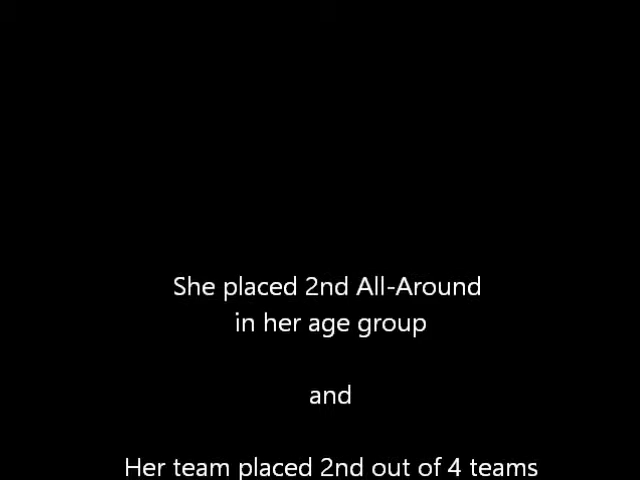 She placed 2nd All-Around
in her age group
and
Her team placed 2nd out of 4 teams